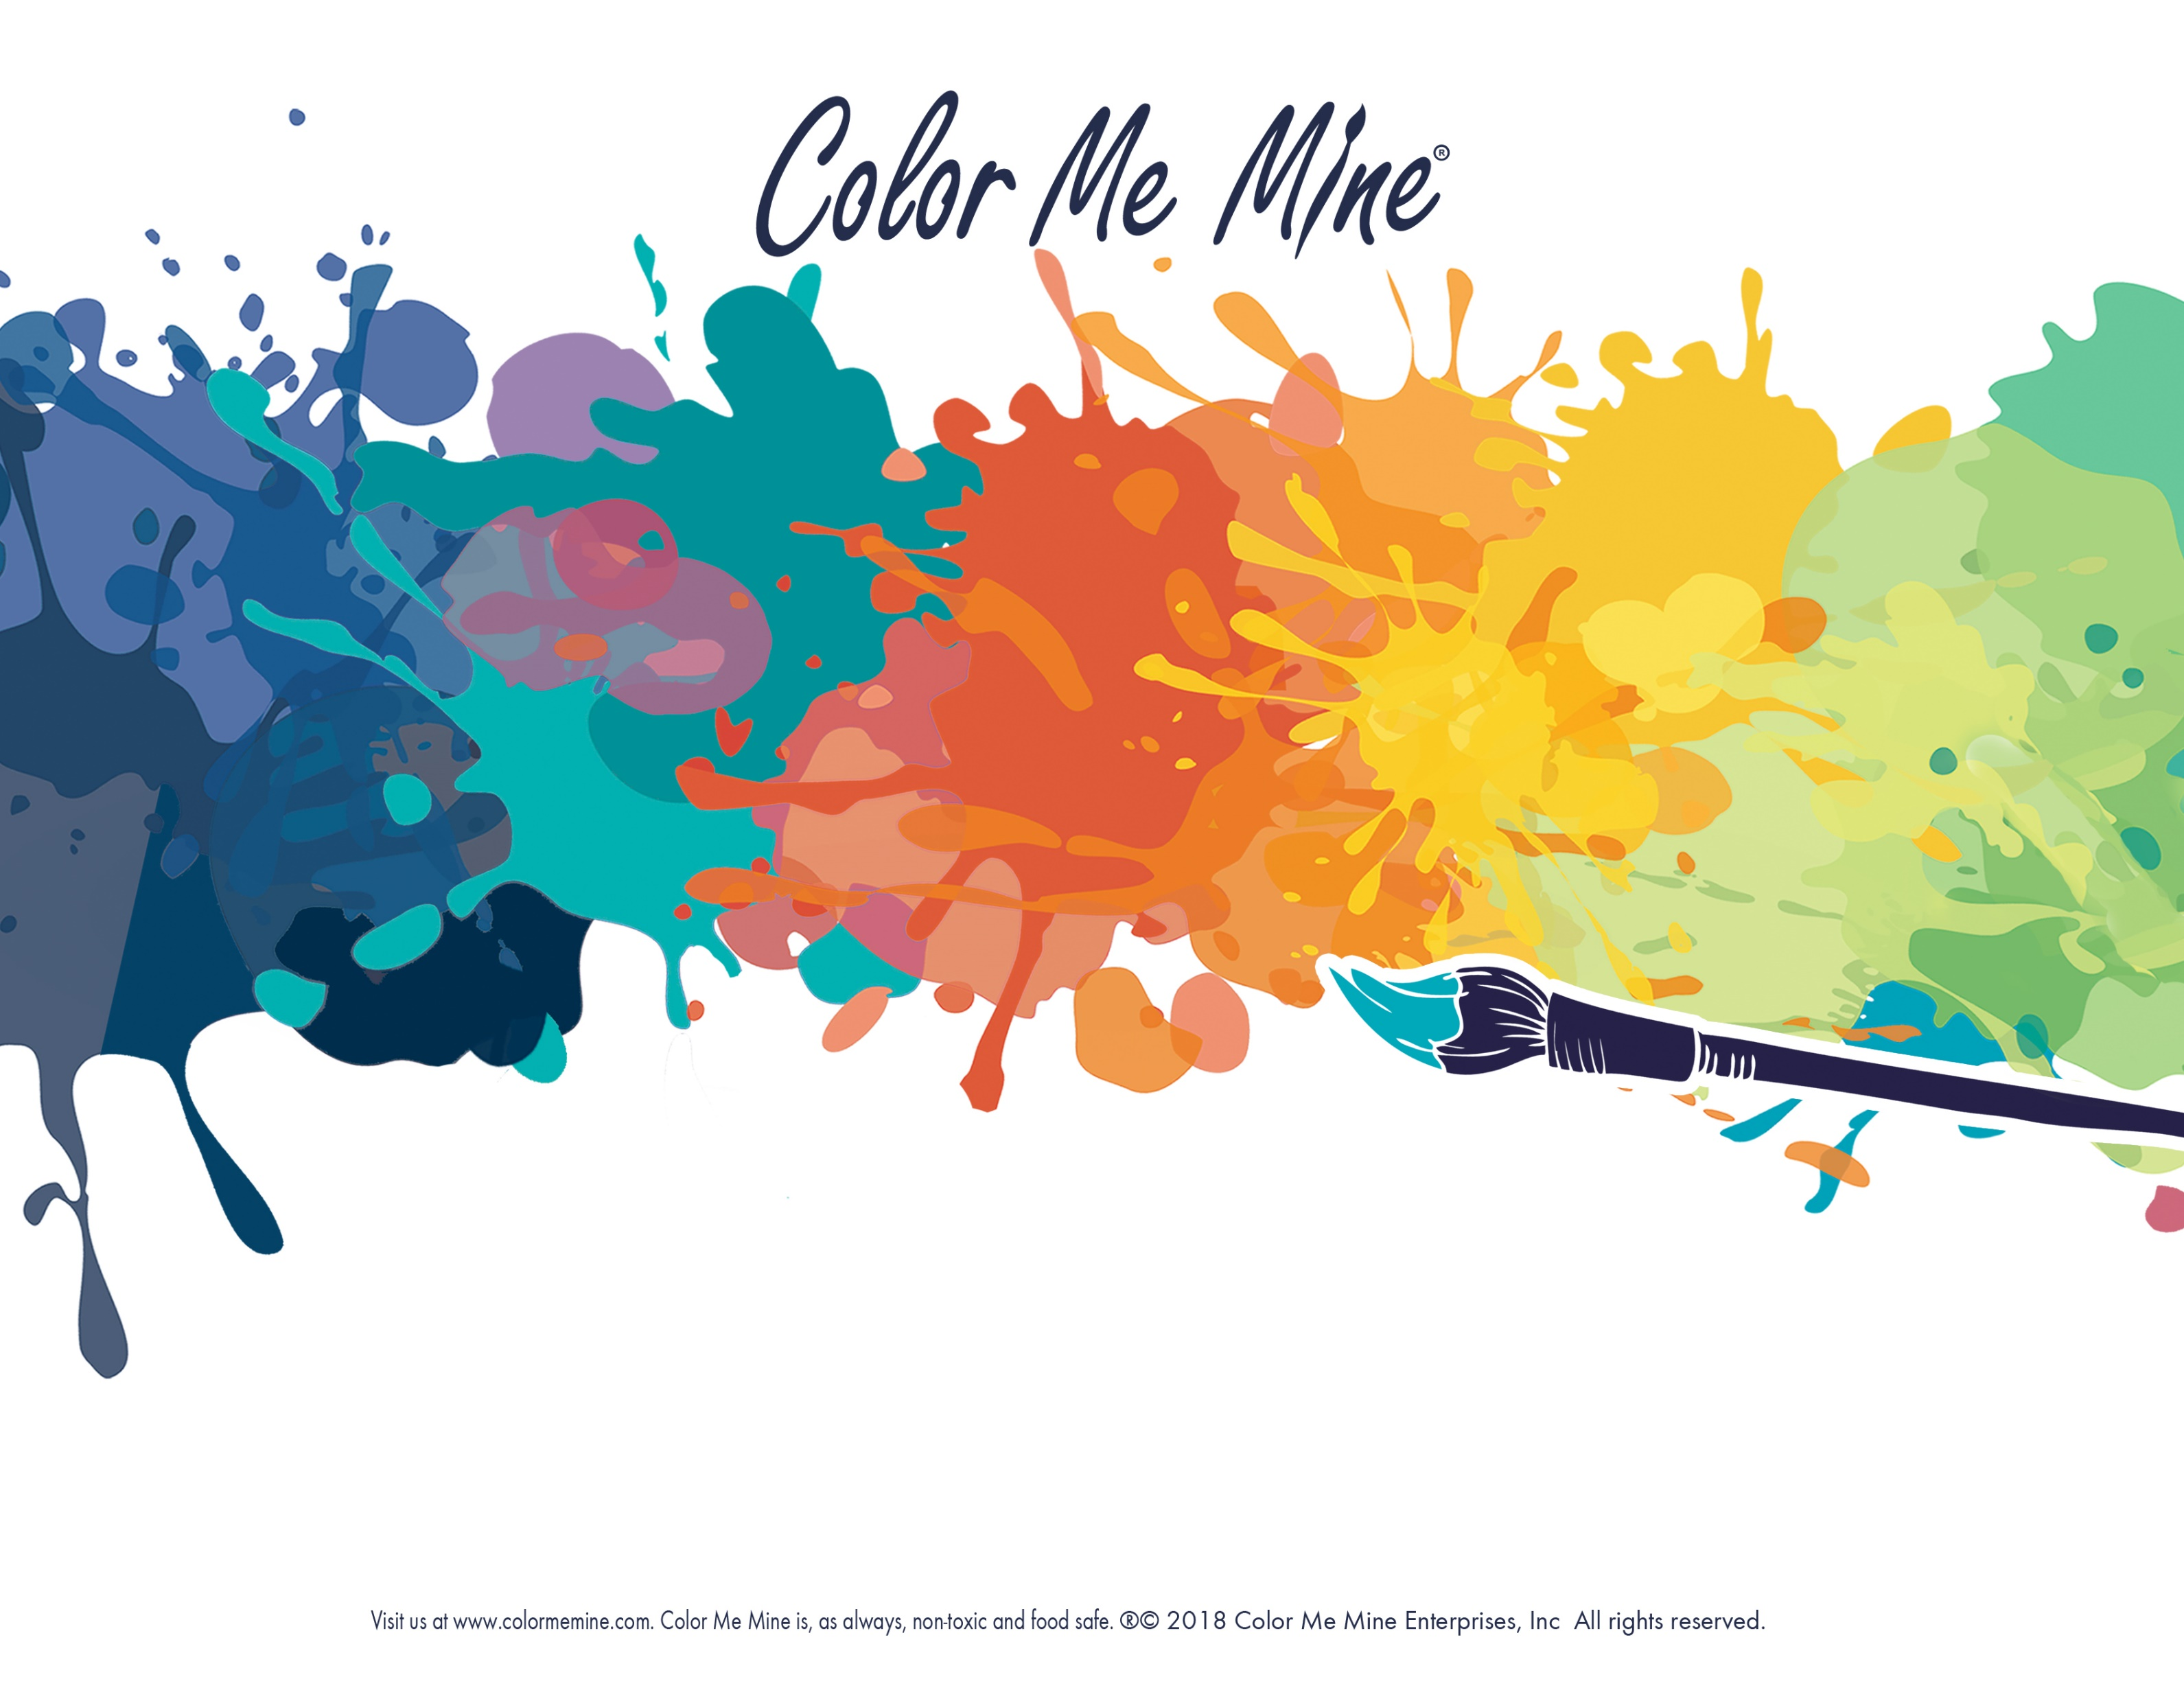 Color Me Mine®
Visit us at www.colormemine.com. Color Me Mine is, as always, non-toxic and food safe. ®© 2018 Color Me Mine Enterprises, Inc  All rights reserved.